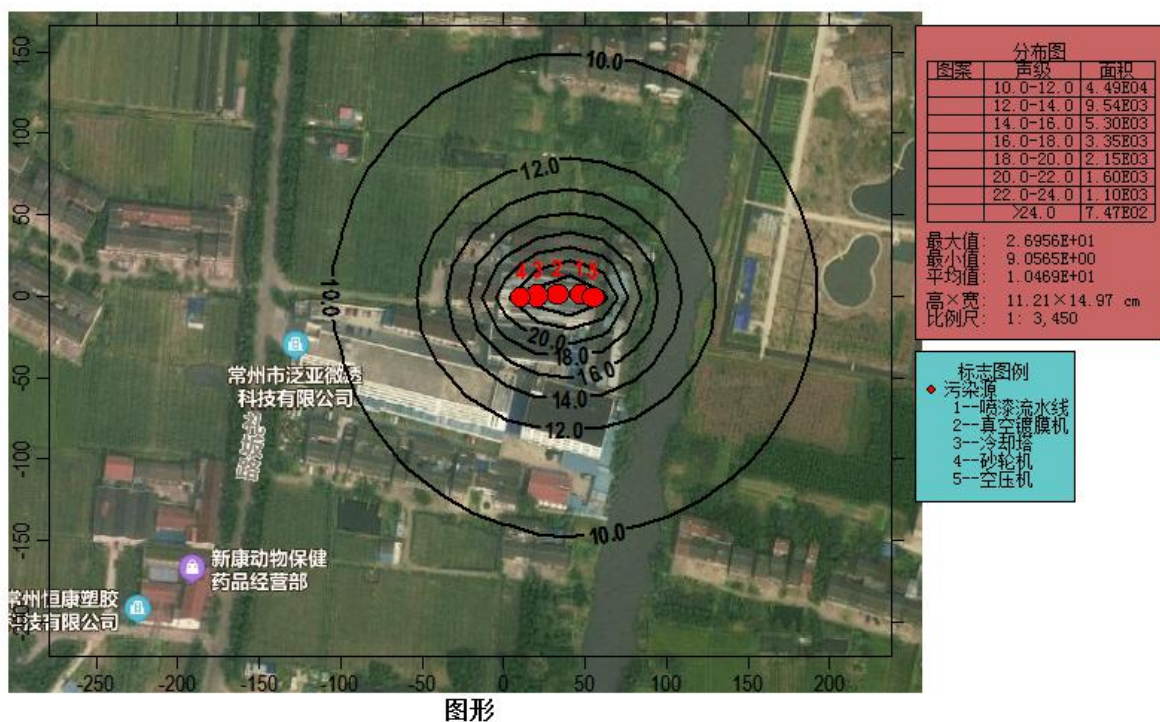 150
100
50
0
-50
-100
-150
-200
-250
-200
-150
-100
-50
0
50
100
150
200
10.0
12.0
10.0
4 3 2 1 5
20.0
18.0
16.0
14.0
12.0
10.0
常州市泛亚微透
科技有限公司
礼坂路
新康动物保健
药品经营部
常州恒康塑胶
科技有限公司
图形
分布图
图案 声级 面积
10.0-12.0 4.49E04
12.0-14.0 9.54E03
14.0-16.0 5.30E03
16.0-18.0 3.35E03
18.0-20.0 2.15E03
20.0-22.0 1.60E03
22.0-24.0 1.10E03
>24.0 7.47E02
最大值: 2.6956E+01
最小值: 9.0565E+00
平均值: 1.0469E+01
高×宽: 11.21×14.97 cm
比例尺: 1: 3,450
标志图例
污染源
1--喷漆流水线
2--真空镀膜机
3--冷却塔
4--砂轮机
5--空压机